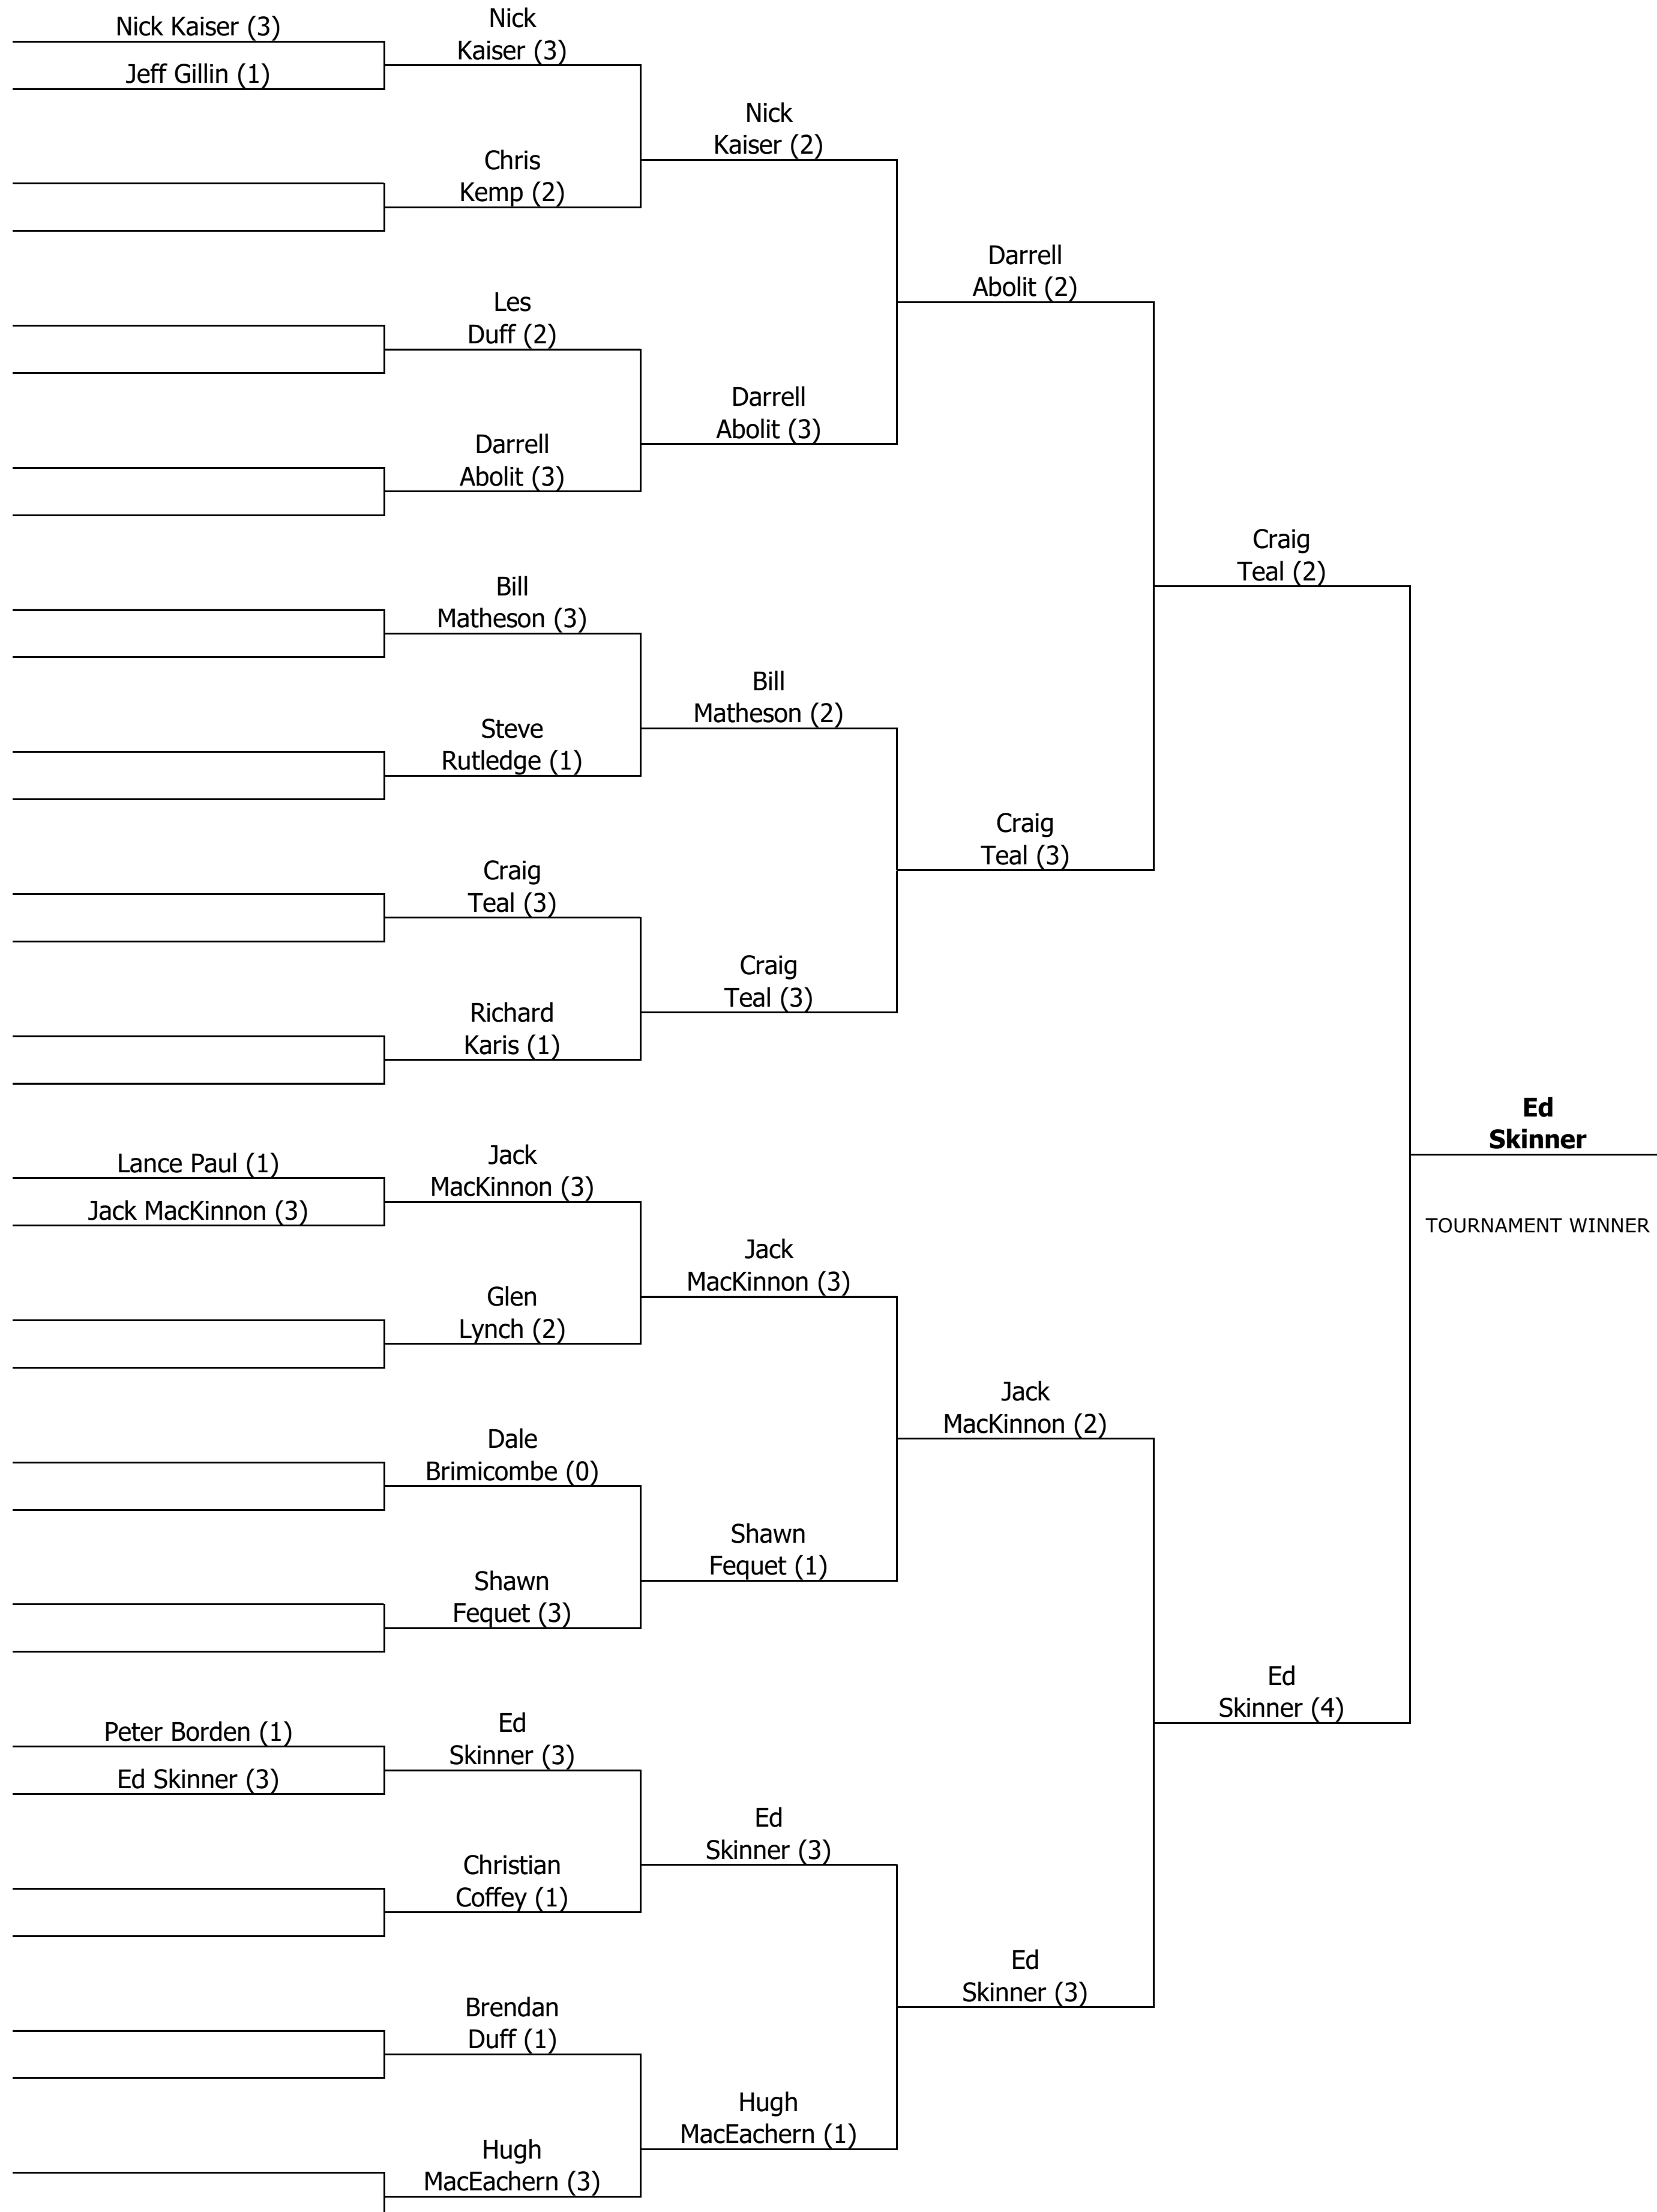 Nick Kaiser (3)
Jeff Gillin (1)
Lance Paul (1)
Jack MacKinnon (3)
Peter Borden (1)
Ed Skinner (3)
Nick
Kaiser (3)
Chris
Kemp (2)
Les
Duff (2)
Darrell
Abolit (3)
Bill
Matheson (3)
Steve
Rutledge (1)
Craig
Teal (3)
Richard
Karis (1)
Jack
MacKinnon (3)
Glen
Lynch (2)
Dale
Brimicombe (0)
Shawn
Fequet (3)
Ed
Skinner (3)
Christian
Coffey (1)
Brendan
Duff (1)
Hugh
MacEachern (3)
Nick
Kaiser (2)
Darrell
Abolit (3)
Bill
Matheson (2)
Craig
Teal (3)
Jack
MacKinnon (3)
Shawn
Fequet (1)
Ed
Skinner (3)
Hugh
MacEachern (1)
Darrell
Abolit (2)
Craig
Teal (3)
Jack
MacKinnon (2)
Ed
Skinner (3)
Craig
Teal (2)
Ed
Skinner (4)
Ed
Skinner
TOURNAMENT WINNER